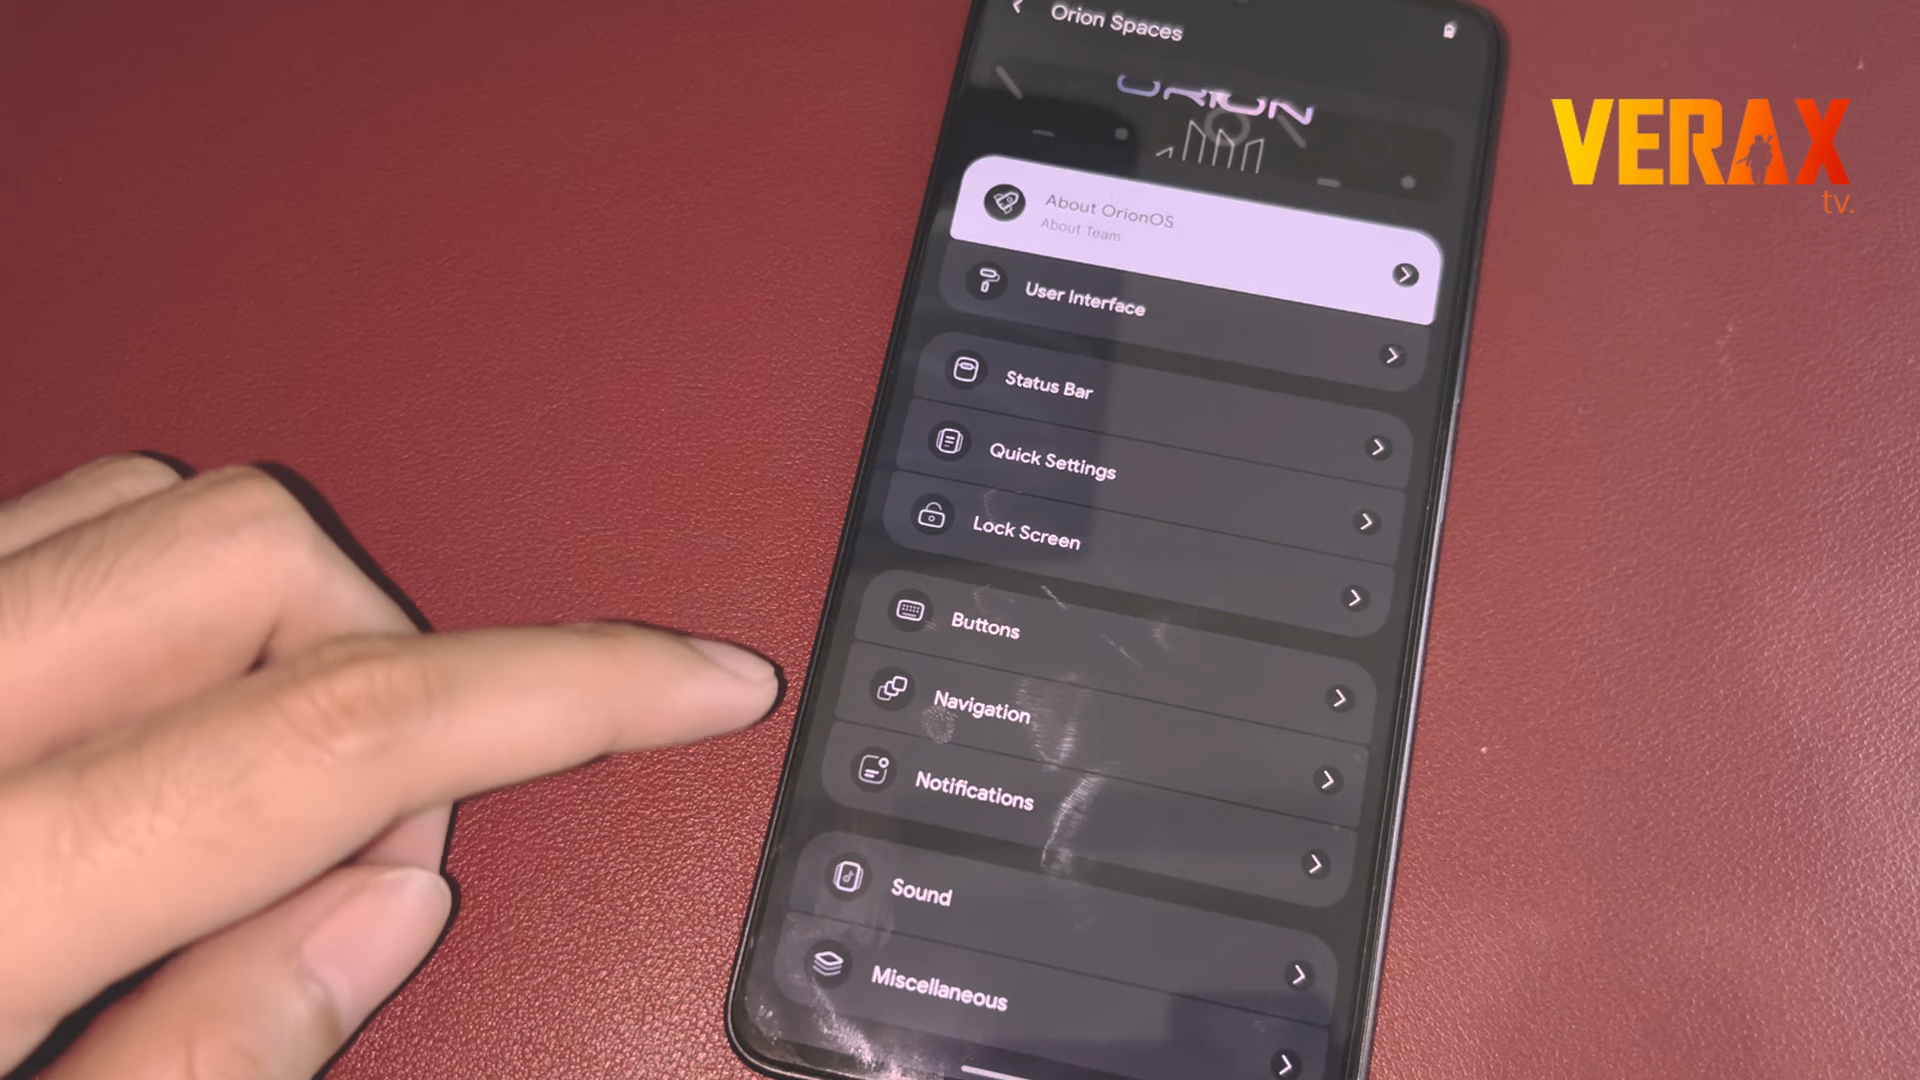 Orion Spaces
ORION
VERAX
tv.
About OrionOS
About Team
User Interface
Status Bar
Quick Settings
Lock Screen
Buttons
Navigation
Notifications
Sound
Miscellaneous